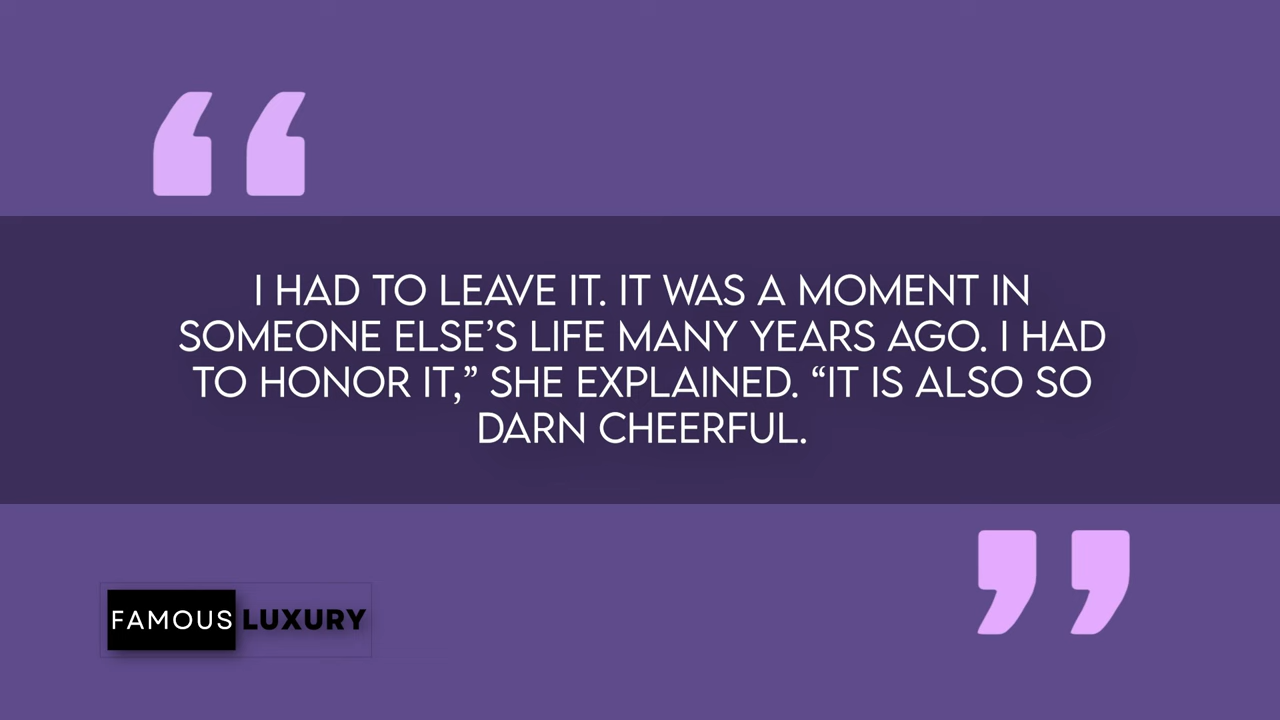 I HAD TO LEAVE IT. IT WAS A MOMENT IN
SOMEONE ELSE’S LIFE MANY YEARS AGO. I HAD
TO HONOR IT,” SHE EXPLAINED. “IT IS ALSO SO
DARN CHEERFUL.
FAMOUS LUXURY